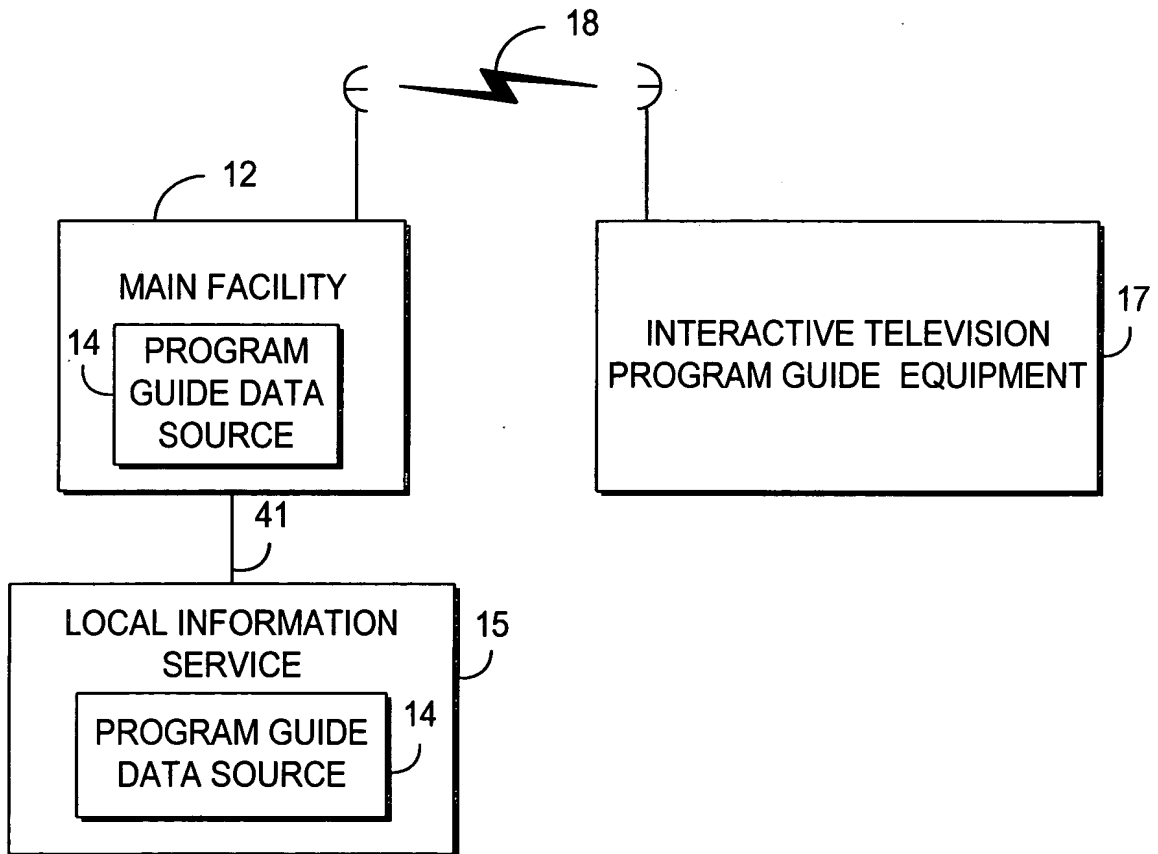 18
12
MAIN FACILITY
14
PROGRAM
GUIDE DATA
SOURCE
INTERACTIVE TELEVISION
PROGRAM GUIDE EQUIPMENT
17
41
LOCAL INFORMATION
SERVICE
15
PROGRAM GUIDE
DATA SOURCE
14